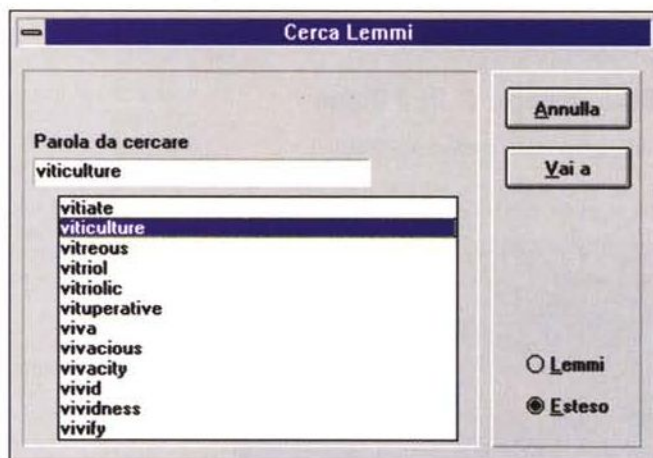 Cerca Lemmi
Parola da cercare
viticulture
vitiate
viticulture
vitreous
vitriol
vitriolic
vituperative
viva
vivacious
vivacity
vivid
vividness
vivify
Annulla
Vai a
Lemmi
Esteso